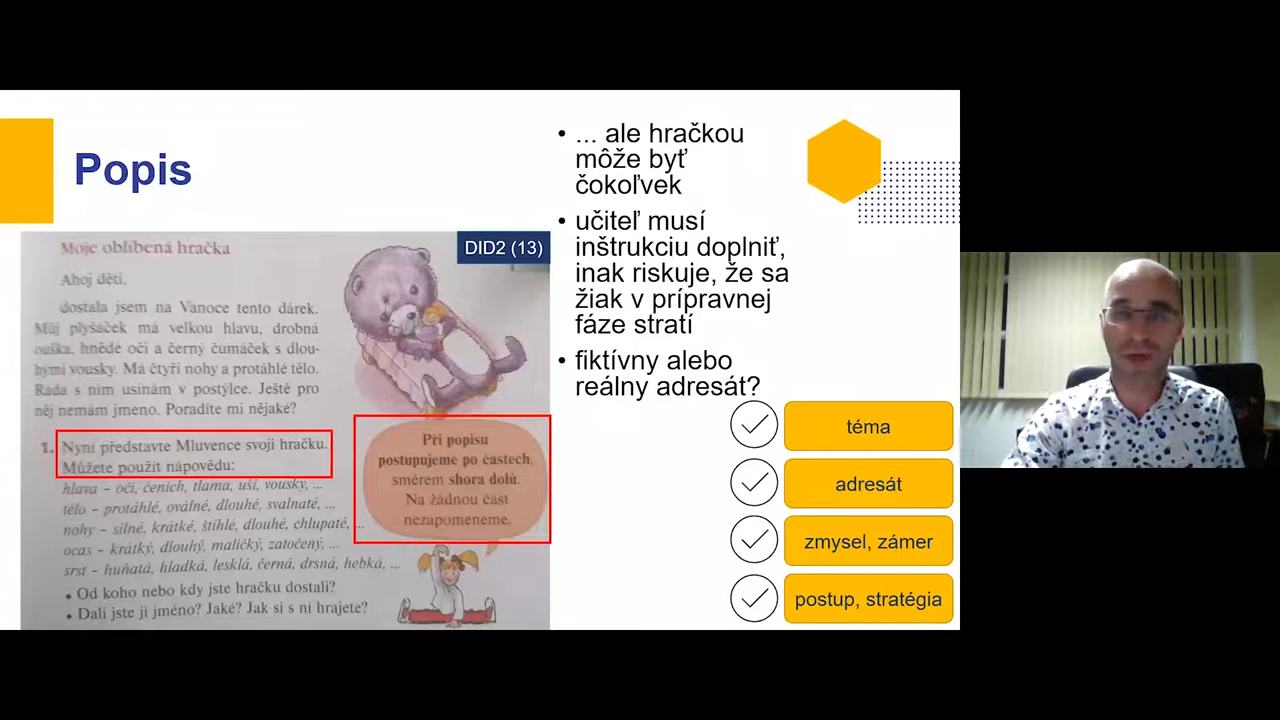 Popis
DID2 (13)
Moje oblíbená hračka
Ahoj děti,
dostala jsem na Vánoce tento dárek.
Můj plyšáček má velkou hlavu, drobná
ouška, hnědé oči a černý čumáček s dlou-
hými vousky. Má čtyři nohy a protáhlé tělo.
Ráda s ním usínám v postýlce. Ještě pro
něj nemám jmeno. Poradíte mi nějaké?
1. Nyní představte Mluvence svoji hračku.
Můžete použít nápovědu:
hlava – oči, čenich, tlama, uši, vousky, ...
tělo – protáhlé, oválné, dlouhé, svalnaté, ...
nohy – silné, krátké, štíhlé, dlouhé, chlupaté, ...
ocas – krátký, dlouhý, maličký, zatočený, ...
srst – huňatá, hladká, lesklá, černá, drsná, hebká, ...
• Od koho nebo kdy jste hračku dostali?
• Dali jste jí jméno? Jaké? Jak si s ní hrajete?
Při popisu
postupujeme po částech,
směrem shora dolů.
Na žádnou část
nezapomeneme.
• ... ale hračkou
môže byť
čokoľvek
• učiteľ musí
inštrukciu doplniť,
inak riskuje, že sa
žiak v prípravnej
fáze stratí
• fiktívny alebo
reálny adresát?
téma
adresát
zmysel, zámer
postup, stratégia